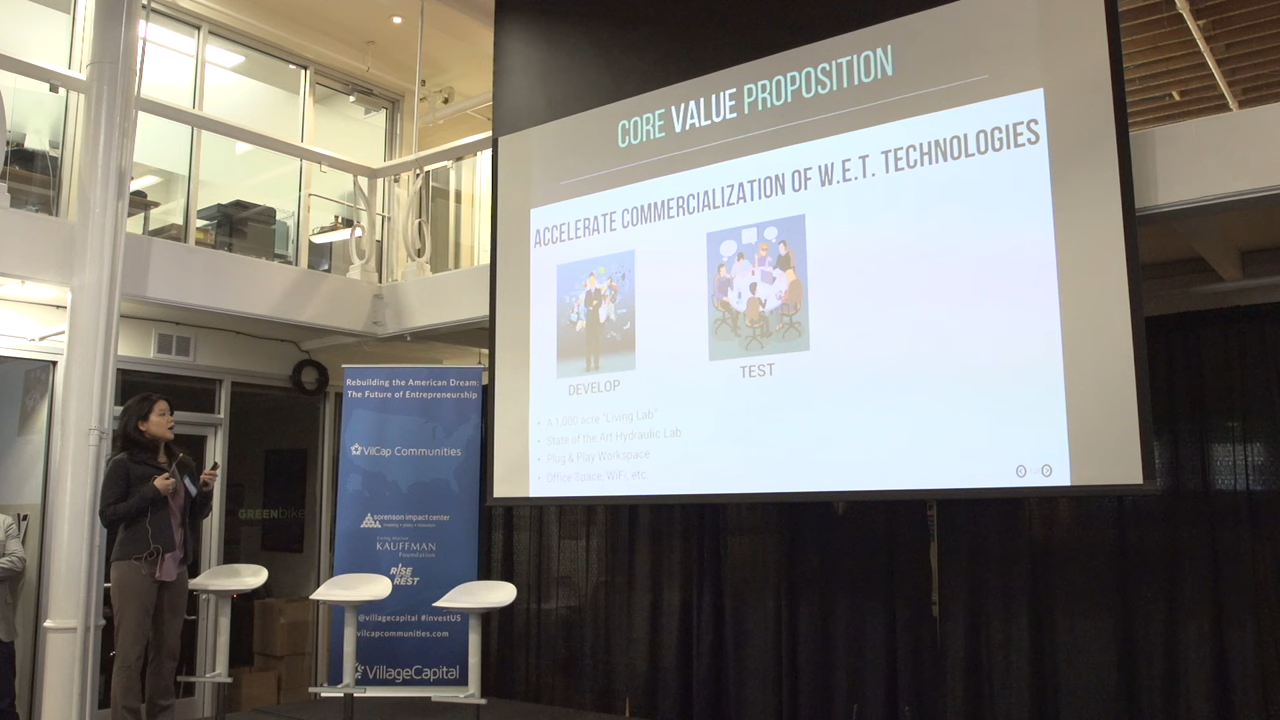 CORE VALUE PROPOSITION
ACCELERATE COMMERCIALIZATION OF W.E.T. TECHNOLOGIES
DEVELOP
TEST
• A 1,000 acre "Living Lab"
• State of the Art Hydraulic Lab
• Plug & Play Workspace
• Office Space, WiFi, etc
Rebuilding the American Dream:
The Future of Entrepreneurship
VilCap Communities
sorenson impact center
Ewing Marion
KAUFFMAN
Foundation
RISE
REST
@villagecapital #investUS
vilcapcommunities.com
VillageCapital
GREENbike